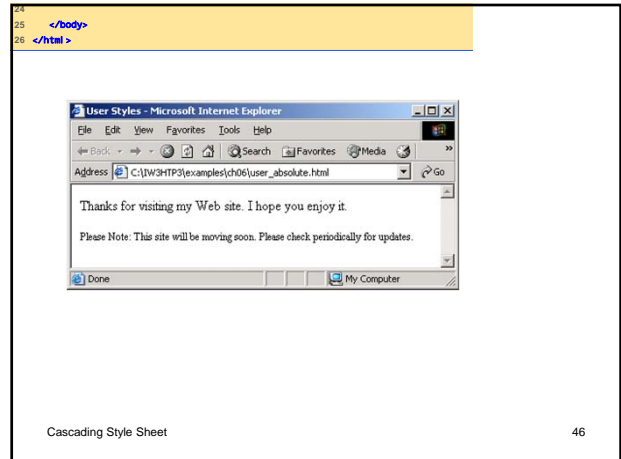 24
25 </body>
26 </html>
User Styles - Microsoft Internet Explorer
File Edit View Favorites Tools Help
Back Search Favorites Media »
Address C:\IW3HTP3\examples\ch06\user_absolute.html Go
Thanks for visiting my Web site. I hope you enjoy it.
Please Note: This site will be moving soon. Please check periodically for updates.
Done My Computer
Cascading Style Sheet 46